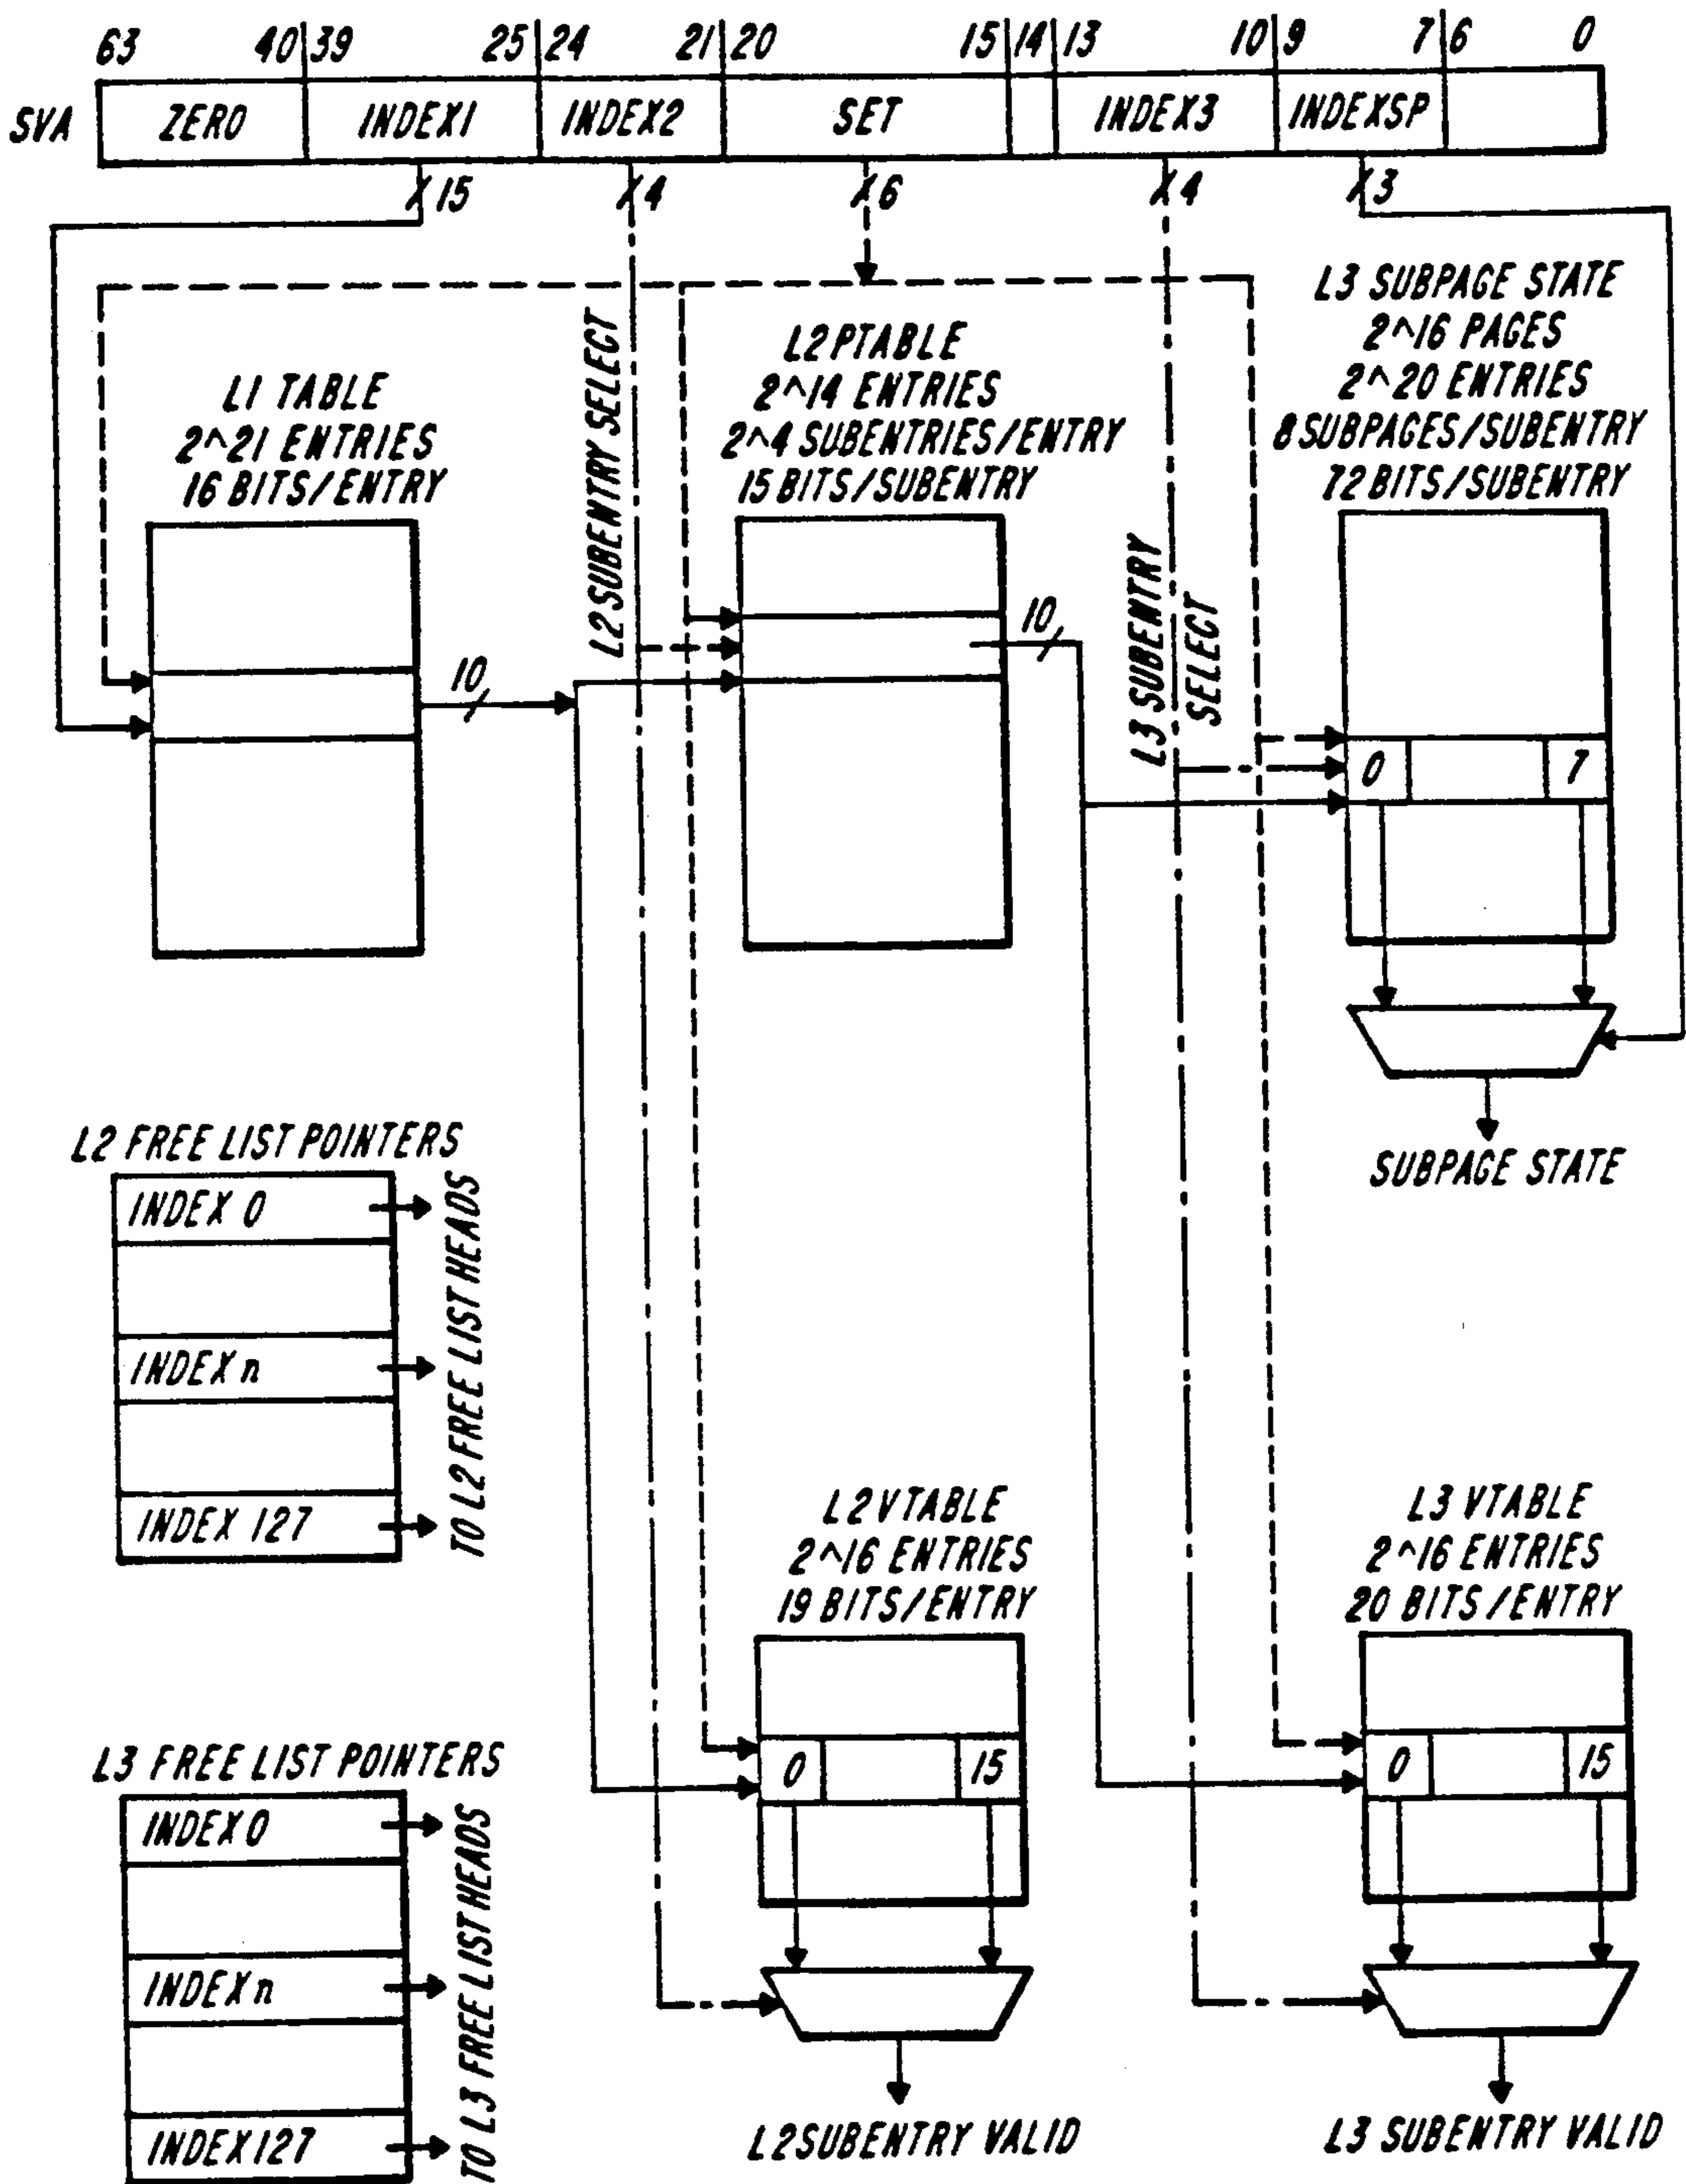 63 40 39 25 24 21 20 15 14 13 10 9 7 6 0
SVA ZERO INDEX1 INDEX2 SET INDEX3 INDEXSP
15 4 6 4 3
L1 TABLE
2^21 ENTRIES
16 BITS/ENTRY
L2 SUBENTRY SELECT
L2 PTABLE
2^14 ENTRIES
2^4 SUBENTRIES/ENTRY
15 BITS/SUBENTRY
L3 SUBPAGE STATE
2^16 PAGES
2^20 ENTRIES
8 SUBPAGES/SUBENTRY
72 BITS/SUBENTRY
L3 SUBENTRY
SELECT
10
10
0 7
SUBPAGE STATE
L2 FREE LIST POINTERS
INDEX 0
INDEX n
INDEX 127
TO L2 FREE LIST HEADS
L2 VTABLE
2^16 ENTRIES
19 BITS/ENTRY
0 15
L2 SUBENTRY VALID
L3 VTABLE
2^16 ENTRIES
20 BITS/ENTRY
0 15
L3 SUBENTRY VALID
L3 FREE LIST POINTERS
INDEX 0
INDEX n
INDEX 127
TO L3 FREE LIST HEADS